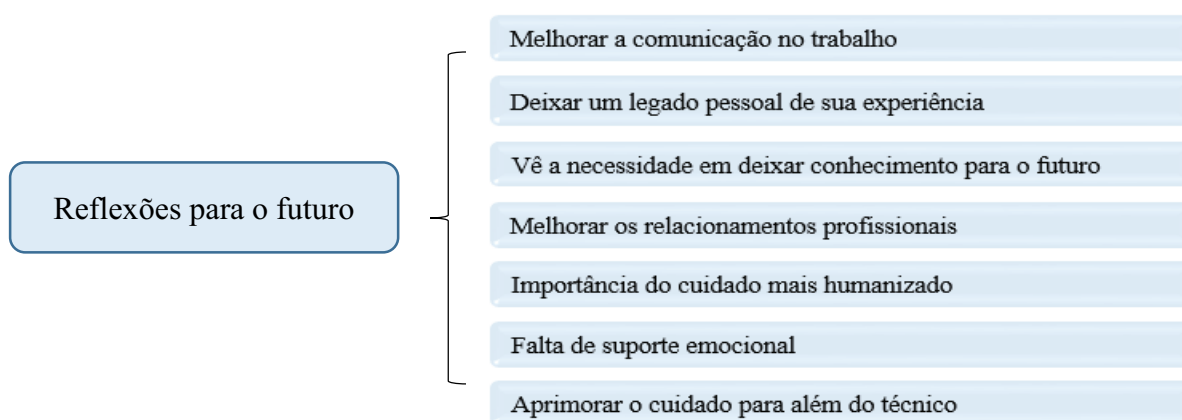 Melhorar a comunicação no trabalho
Deixar um legado pessoal de sua experiência
Vê a necessidade em deixar conhecimento para o futuro
Reflexões para o futuro
Melhorar os relacionamentos profissionais
Importância do cuidado mais humanizado
Falta de suporte emocional
Aprimorar o cuidado para além do técnico